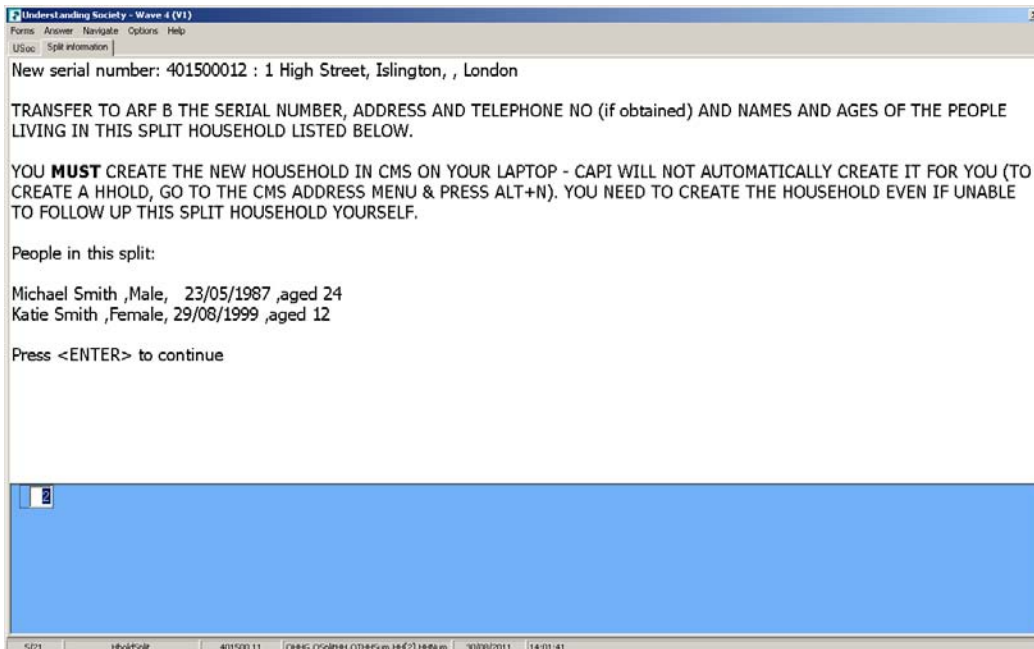 Understanding Society - Wave 4 (V1)
Forms Answer Navigate Options Help
USoc Split information
New serial number: 401500012 : 1 High Street, Islington, , London
TRANSFER TO ARF B THE SERIAL NUMBER, ADDRESS AND TELEPHONE NO (if obtained) AND NAMES AND AGES OF THE PEOPLE
LIVING IN THIS SPLIT HOUSEHOLD LISTED BELOW.
YOU MUST CREATE THE NEW HOUSEHOLD IN CMS ON YOUR LAPTOP - CAPI WILL NOT AUTOMATICALLY CREATE IT FOR YOU (TO
CREATE A HHOLD, GO TO THE CMS ADDRESS MENU & PRESS ALT+N). YOU NEED TO CREATE THE HOUSEHOLD EVEN IF UNABLE
TO FOLLOW UP THIS SPLIT HOUSEHOLD YOURSELF.
People in this split:
Michael Smith ,Male, 23/05/1987 ,aged 24
Katie Smith ,Female, 29/08/1999 ,aged 12
Press <ENTER> to continue
2
5/21 HholdSplit 401500 11 30/08/2011 14:01:41